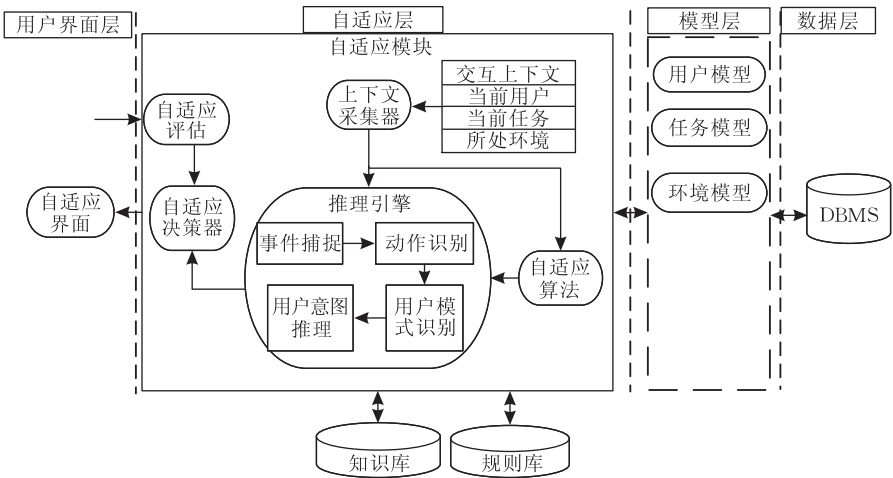 用户界面层
自适应层
模型层
数据层
自适应模块
交互上下文
当前用户
当前任务
所处环境
上下文
采集器
自适应
评估
自适应
界面
自适应
决策器
推理引擎
事件捕捉
动作识别
用户意图
推理
用户模
式识别
自适应
算法
用户模型
任务模型
环境模型
DBMS
知识库
规则库